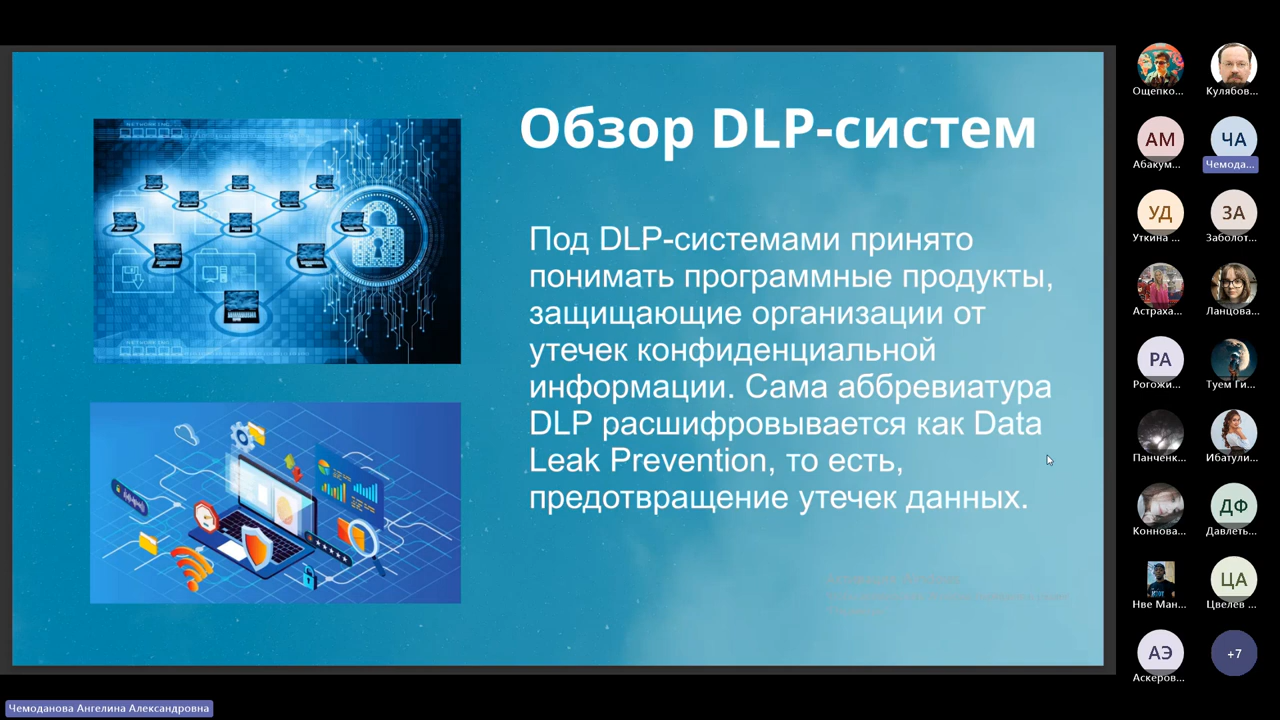 Обзор DLP-систем
Под DLP-системами принято
понимать программные продукты,
защищающие организации от
утечек конфиденциальной
информации. Сама аббревиатура
DLP расшифровывается как Data
Leak Prevention, то есть,
предотвращение утечек данных.
NETWORKING
Ощепко...
Кулябов...
АМ
Абакум...
ЧА
Чемода...
УД
Уткина ...
ЗА
Заболот...
Астраха...
Ланцова...
РА
Рогожи...
Туем Ги...
Панченк...
Ибатули...
Коннова...
ДФ
Давлеть...
Нве Ман...
ЦА
Цвелев ...
АЭ
Аскеров...
+7
Чемоданова Ангелина Александровна